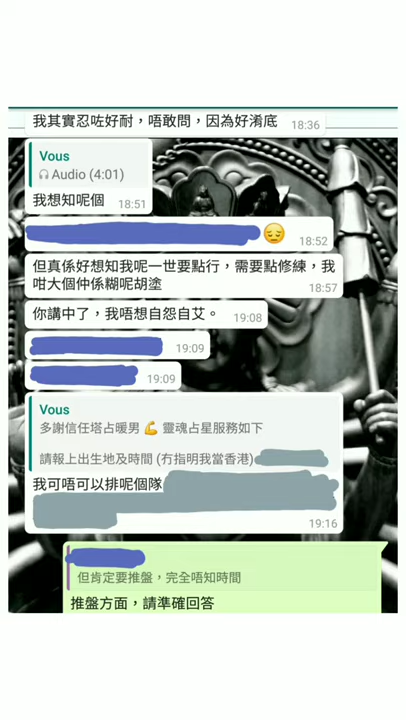 我其實忍咗好耐，唔敢問，因為好淆底 18:36
Vous
Audio (4:01)
我想知呢個 18:51
😔 18:52
但真係好想知我呢一世要點行，需要點修練，我
咁大個仲係糊呢胡塗 18:57
你講中了，我唔想自怨自艾。 19:08
19:09
19:09
Vous
多謝信任塔占暖男 💪 靈魂占星服務如下
請報上出生地及時間 (冇指明我當香港)
我可唔可以排呢個隊
19:16
但肯定要推盤，完全唔知時間
推盤方面，請準確回答